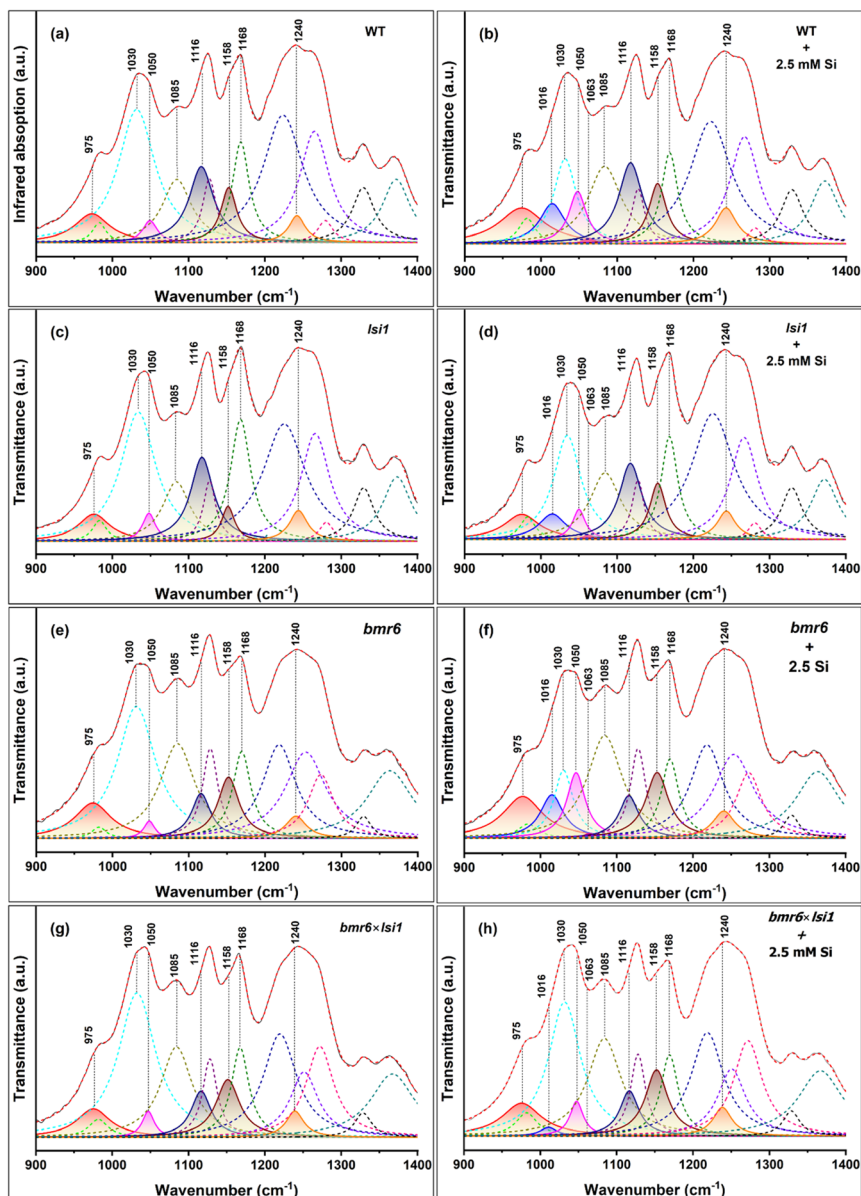 (a)
WT
975
1030
1050
1085
1116
1158
1168
1240
Infrared absoption (a.u.)
900 1000 1100 1200 1300 1400
Wavenumber (cm⁻¹)
(b)
WT
+
2.5 mM Si
975
1016
1030
1050
1063
1085
1116
1158
1168
1240
Transmittance (a.u.)
900 1000 1100 1200 1300 1400
Wavenumber (cm⁻¹)
(c)
lsi1
975
1030
1050
1085
1116
1158
1168
1240
Transmittance (a.u.)
900 1000 1100 1200 1300 1400
Wavenumber (cm⁻¹)
(d)
lsi1
+
2.5 mM Si
975
1016
1030
1050
1063
1085
1116
1158
1168
1240
Transmittance (a.u.)
900 1000 1100 1200 1300 1400
Wavenumber (cm⁻¹)
(e)
bmr6
975
1030
1050
1085
1116
1158
1168
1240
Transmittance (a.u.)
900 1000 1100 1200 1300 1400
Wavenumber (cm⁻¹)
(f)
bmr6
+
2.5 Si
975
1016
1030
1050
1063
1085
1116
1158
1168
1240
Transmittance (a.u.)
900 1000 1100 1200 1300 1400
Wavenumber (cm⁻¹)
(g)
bmr6×lsi1
975
1030
1050
1085
1116
1158
1168
1240
Transmittance (a.u.)
900 1000 1100 1200 1300 1400
Wavenumber (cm⁻¹)
(h)
bmr6×lsi1
+
2.5 mM Si
975
1016
1030
1050
1063
1085
1116
1158
1168
1240
Transmittance (a.u.)
900 1000 1100 1200 1300 1400
Wavenumber (cm⁻¹)